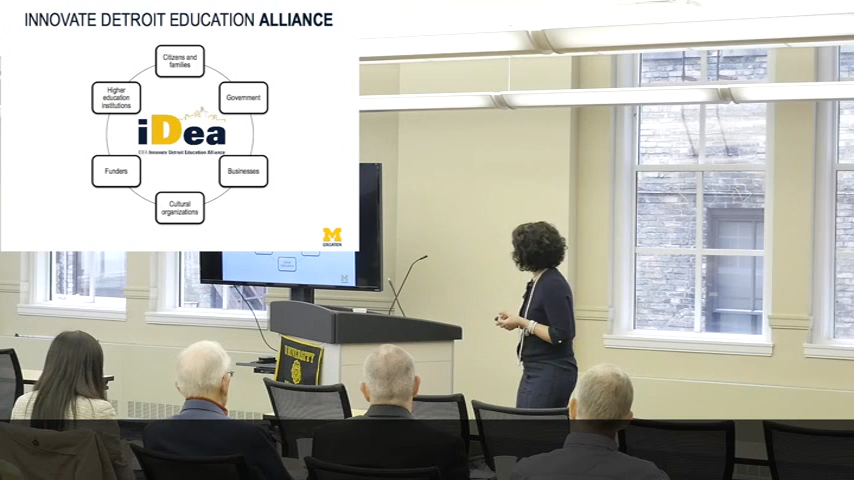 INNOVATE DETROIT EDUCATION ALLIANCE
Citizens and
families
Higher
education
institutions
Government
iDea
IDEA Innovate Detroit Education Alliance
Funders
Businesses
Cultural
organizations
M
EDUCATION
UNIVERSITY